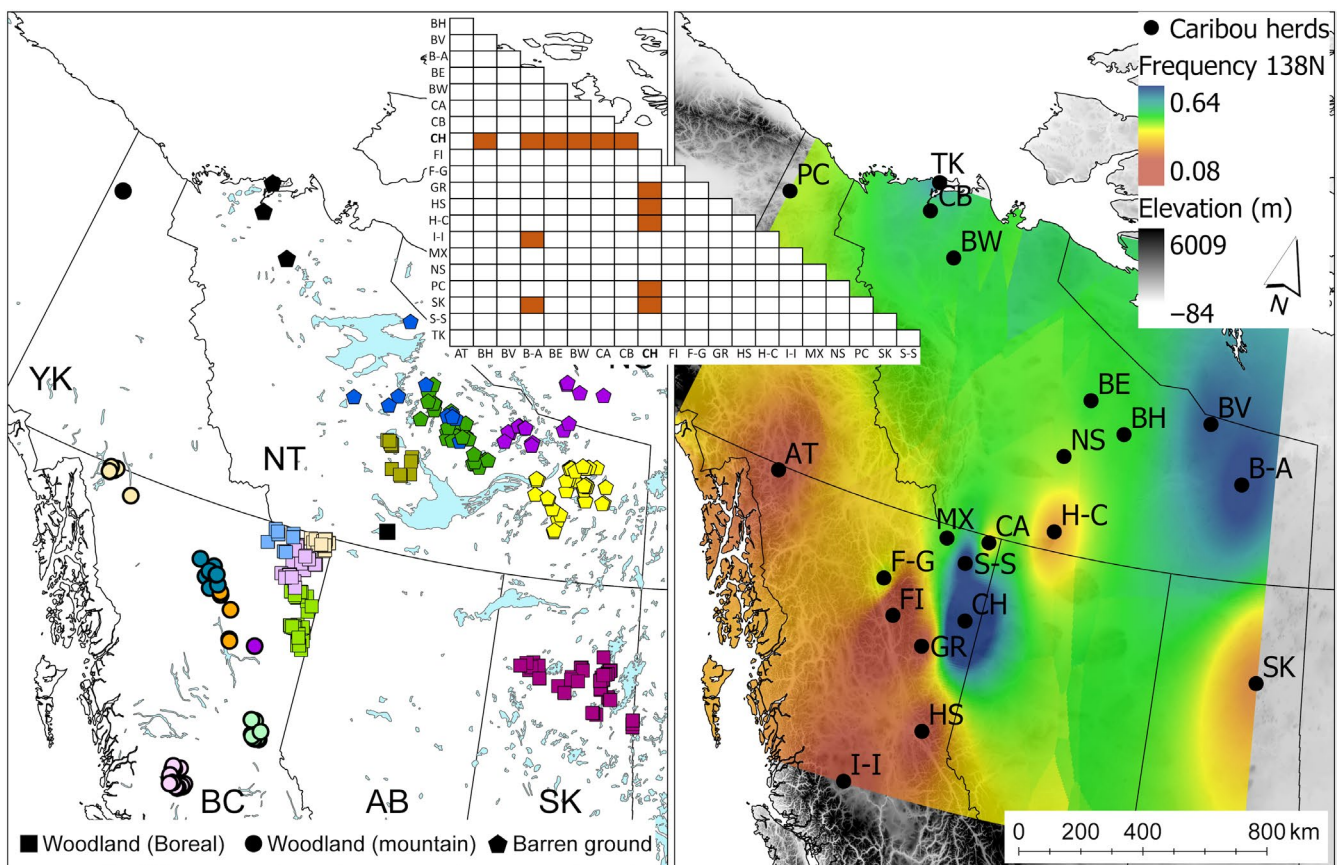 BH
BV
B-A
BE
BW
CA
CB
CH
FI
F-G
GR
HS
H-C
I-I
MX
NS
PC
SK
S-S
TK
AT BH BV B-A BE BW CA CB CH FI F-G GR HS H-C I-I MX NS PC SK S-S
YK
NT
BC
AB
SK
Woodland (Boreal) Woodland (mountain) Barren ground
Caribou herds
Frequency 138N
0.64
0.08
Elevation (m)
6009
–84
N
PC
TK
CB
BW
BE
BV
BH
NS
B-A
AT
H-C
MX
CA
S-S
F-G
FI
CH
GR
SK
HS
I-I
0 200 400 800 km